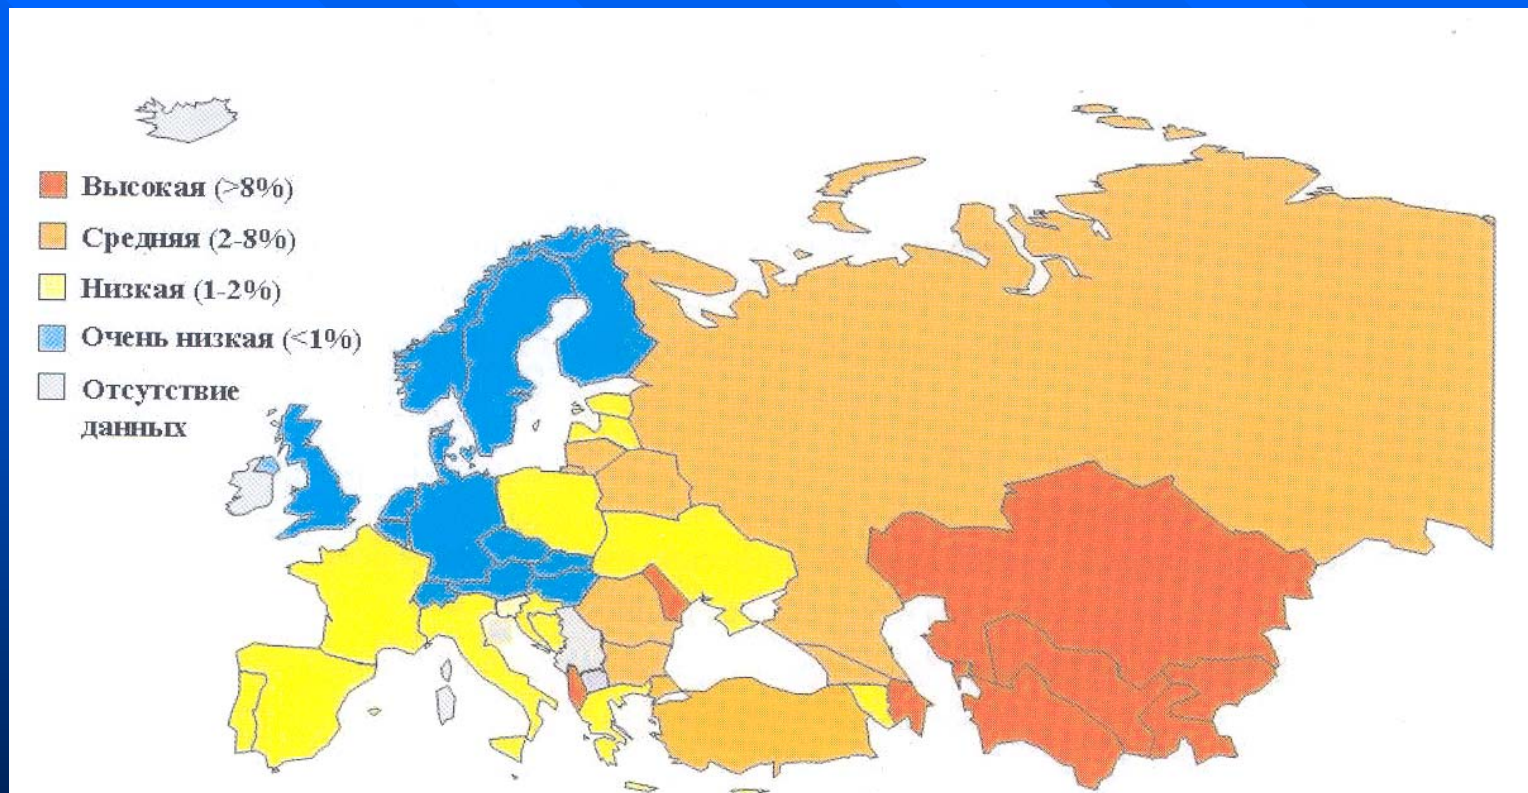 Высокая (>8%)
Средняя (2-8%)
Низкая (1-2%)
Очень низкая (<1%)
Отсутствие
данных